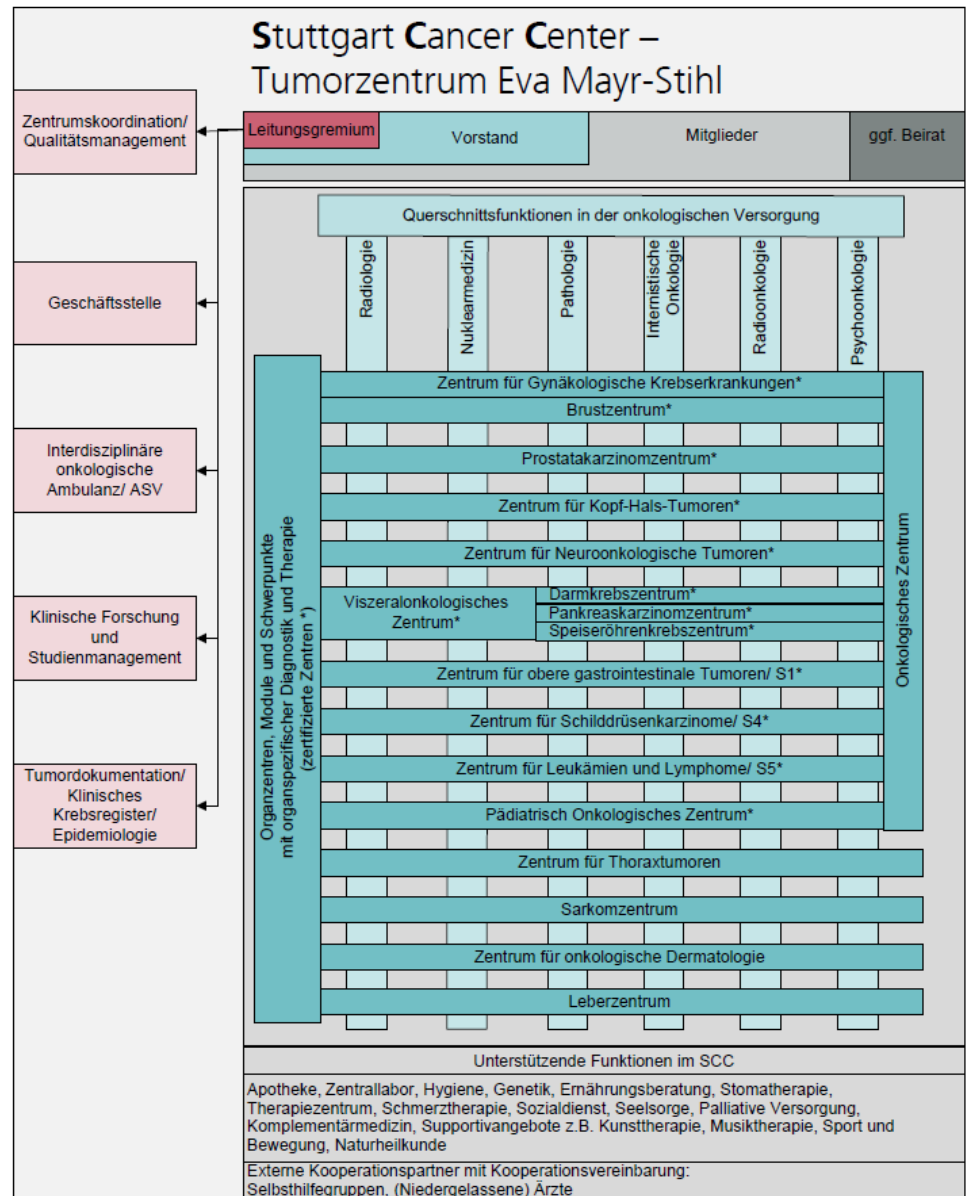 Stuttgart Cancer Center –
Tumorzentrum Eva Mayr-Stihl
Zentrumskoordination/
Qualitätsmanagement
Leitungsgremium
Vorstand
Mitglieder
ggf. Beirat
Geschäftsstelle
Interdisziplinäre
onkologische
Ambulanz/ ASV
Klinische Forschung
und
Studienmanagement
Tumordokumentation/
Klinisches
Krebsregister/
Epidemiologie
Querschnittsfunktionen in der onkologischen Versorgung
Radiologie
Nuklearmedizin
Pathologie
Internistische
Onkologie
Radioonkologie
Psychoonkologie
Organzentren, Module und Schwerpunkte
mit organspezifischer Diagnostik und Therapie
(zertifizierte Zentren *)
Zentrum für Gynäkologische Krebserkrankungen*
Brustzentrum*
Prostatakarzinomzentrum*
Zentrum für Kopf-Hals-Tumoren*
Zentrum für Neuroonkologische Tumoren*
Viszeralonkologisches
Zentrum*
Darmkrebszentrum*
Pankreaskarzinomzentrum*
Speiseröhrenkrebszentrum*
Zentrum für obere gastrointestinale Tumoren/ S1*
Zentrum für Schilddrüsenkarzinome/ S4*
Zentrum für Leukämien und Lymphome/ S5*
Pädiatrisch Onkologisches Zentrum*
Onkologisches Zentrum
Zentrum für Thoraxtumoren
Sarkomzentrum
Zentrum für onkologische Dermatologie
Leberzentrum
Unterstützende Funktionen im SCC
Apotheke, Zentrallabor, Hygiene, Genetik, Ernährungsberatung, Stomatherapie,
Therapiezentrum, Schmerztherapie, Sozialdienst, Seelsorge, Palliative Versorgung,
Komplementärmedizin, Supportivangebote z.B. Kunsttherapie, Musiktherapie, Sport und
Bewegung, Naturheilkunde
Externe Kooperationspartner mit Kooperationsvereinbarung:
Selbsthilfegruppen, (Niedergelassene) Ärzte